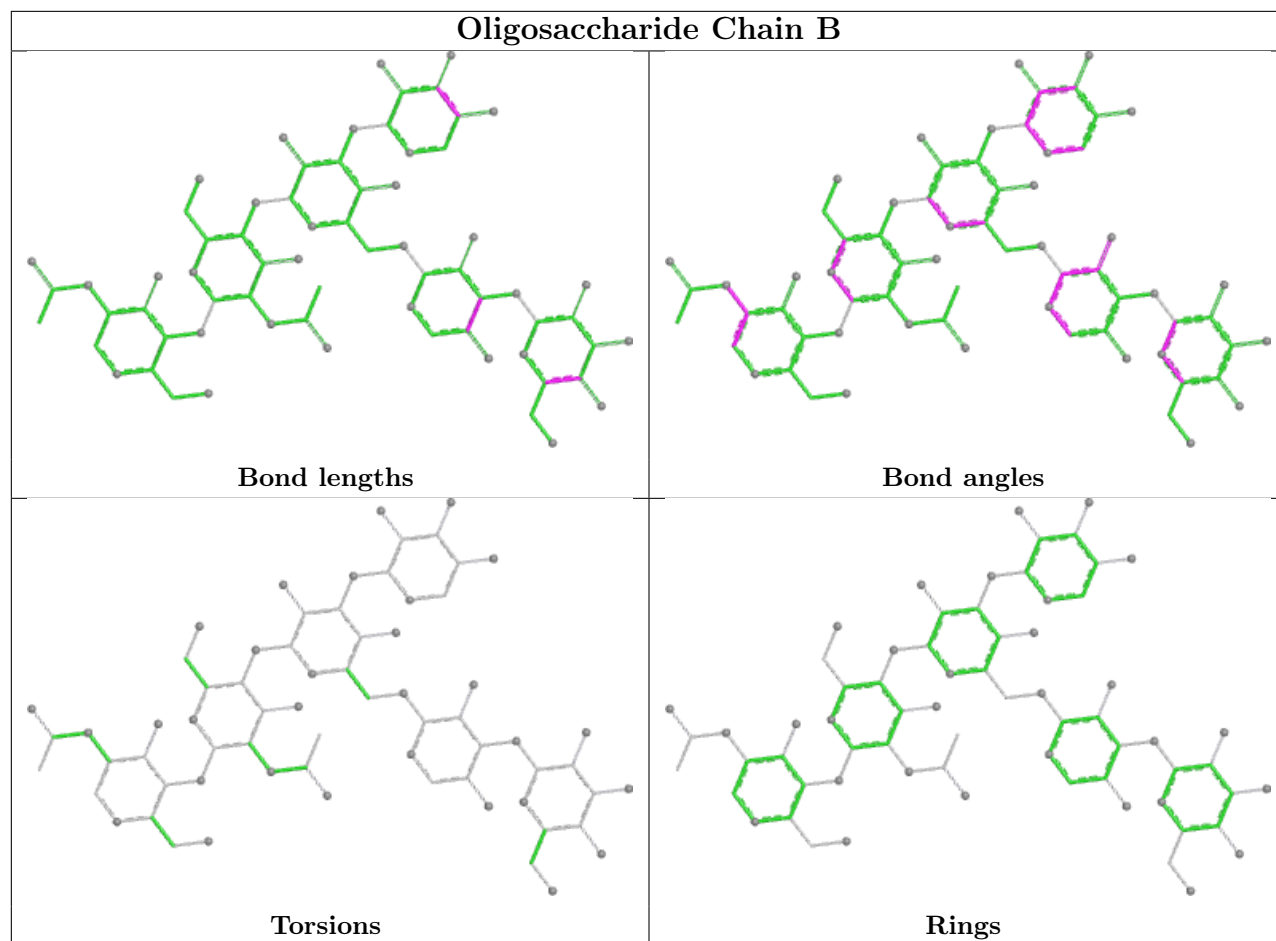 Oligosaccharide Chain B
Bond lengths
Bond angles
Torsions
Rings